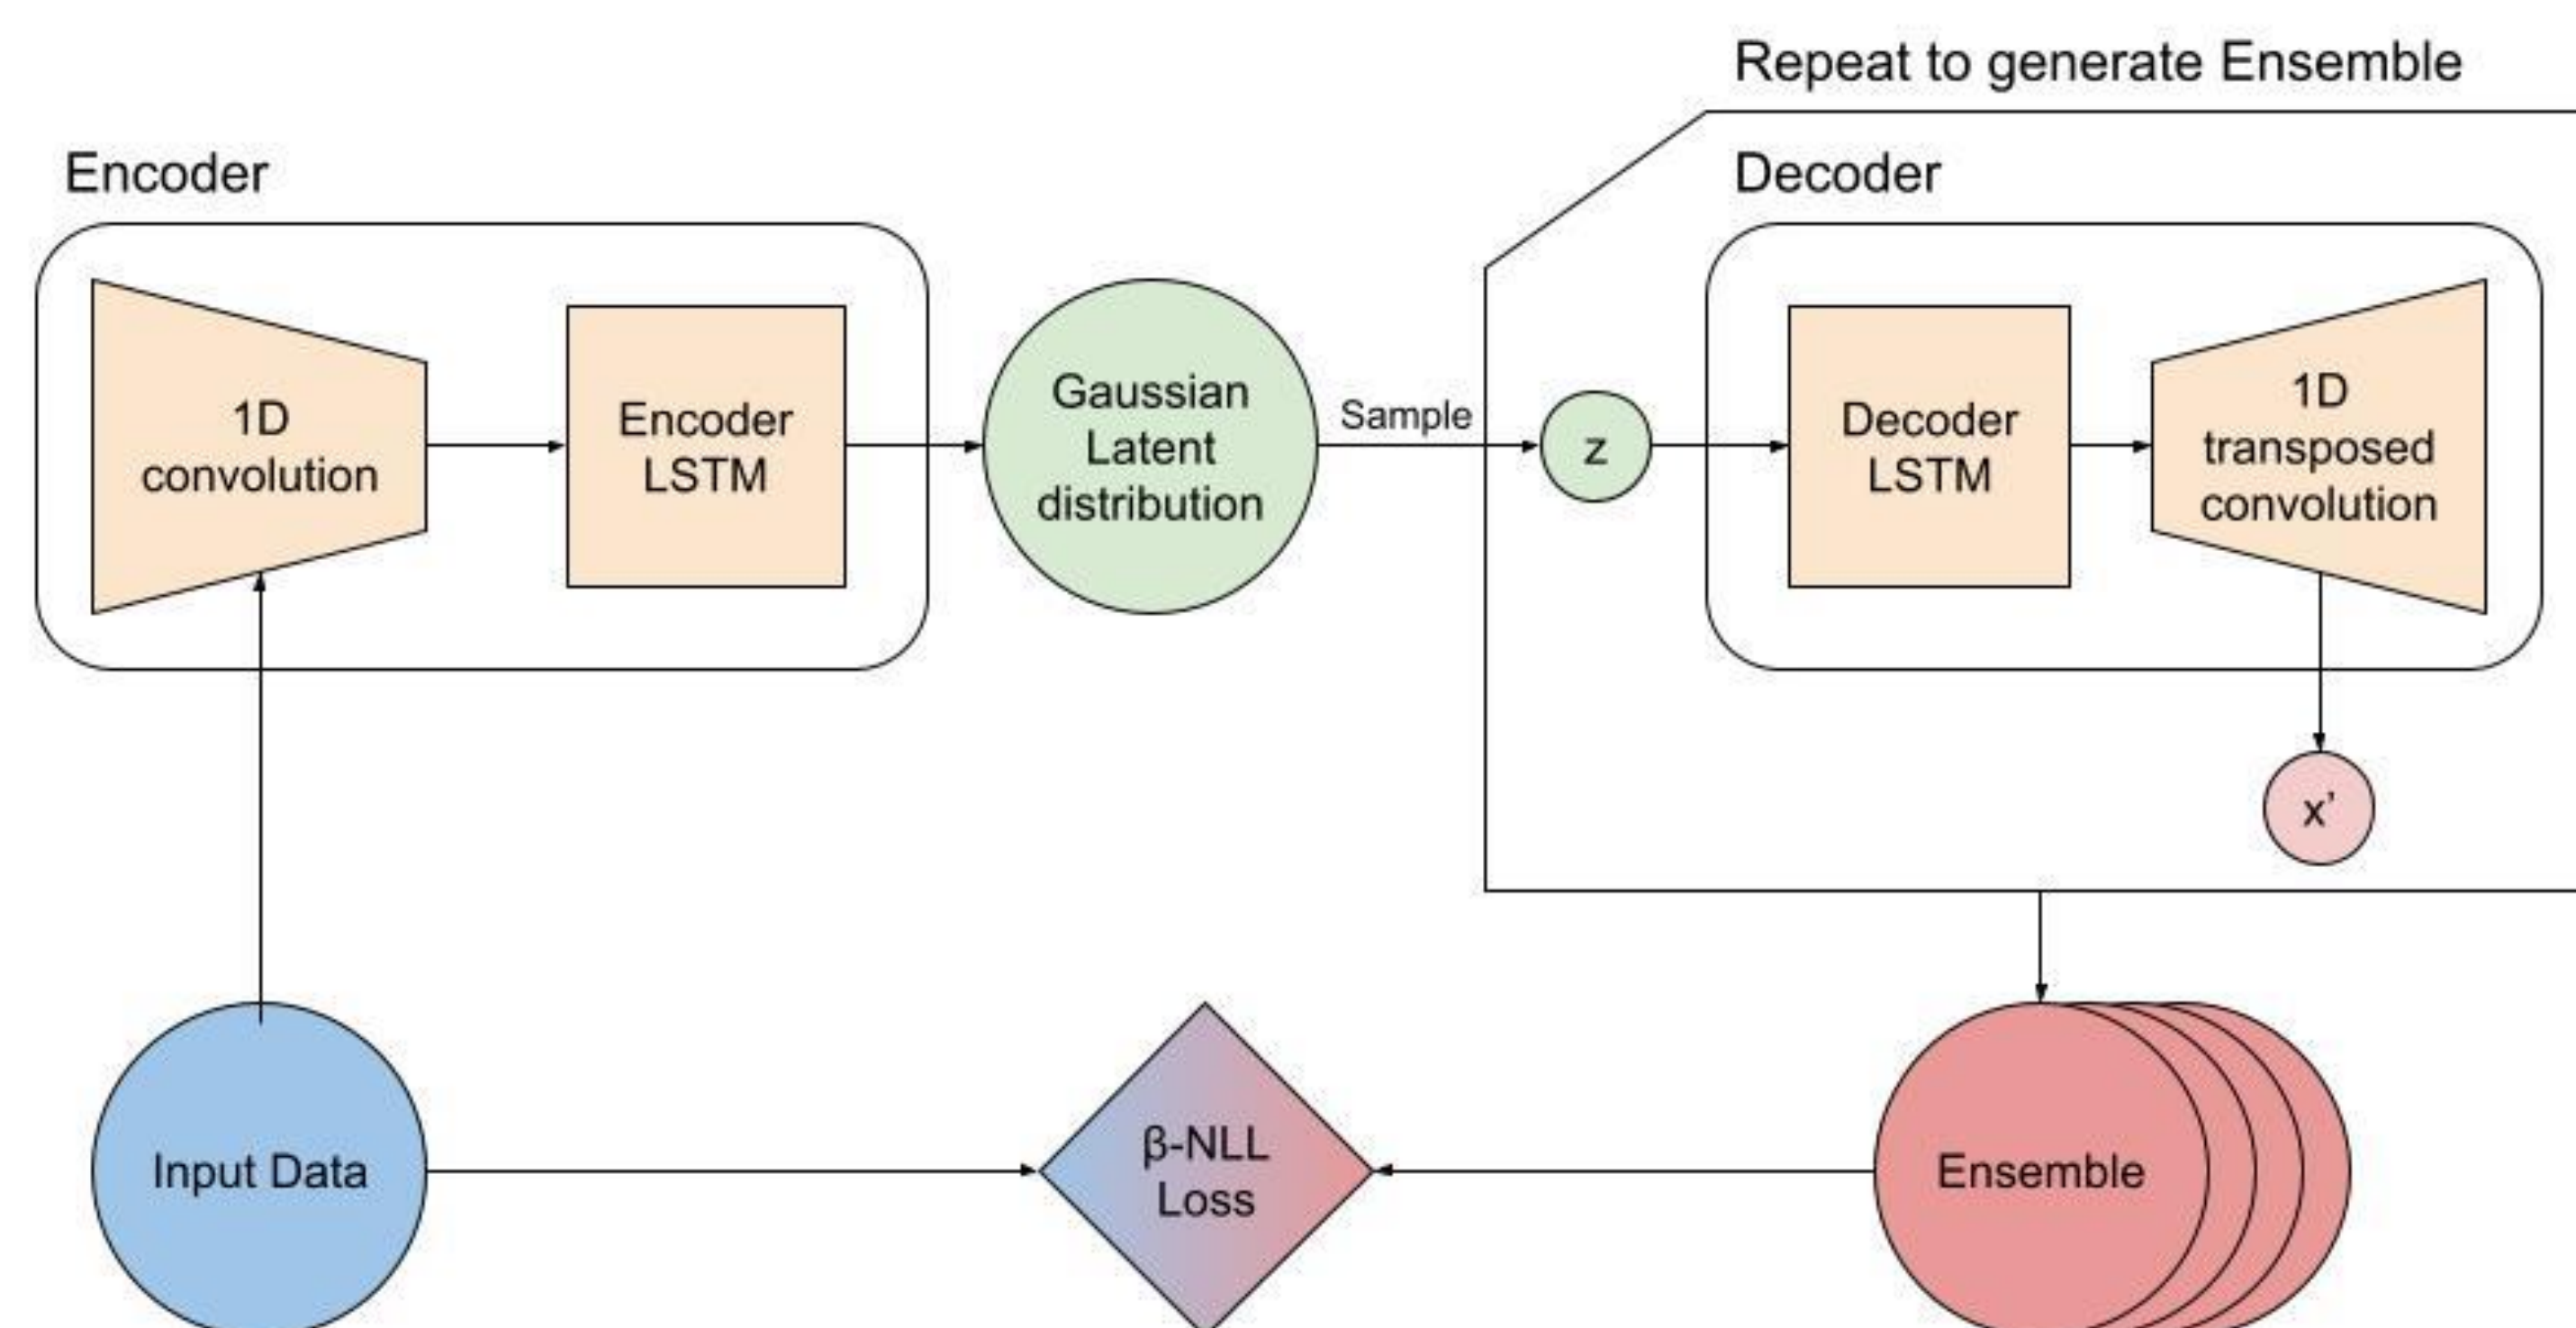 Repeat to generate Ensemble
Encoder
Decoder
1D
convolution
Encoder
LSTM
Gaussian
Latent
distribution
Sample
z
Decoder
LSTM
1D
transposed
convolution
x’
Input Data
β-NLL
Loss
Ensemble